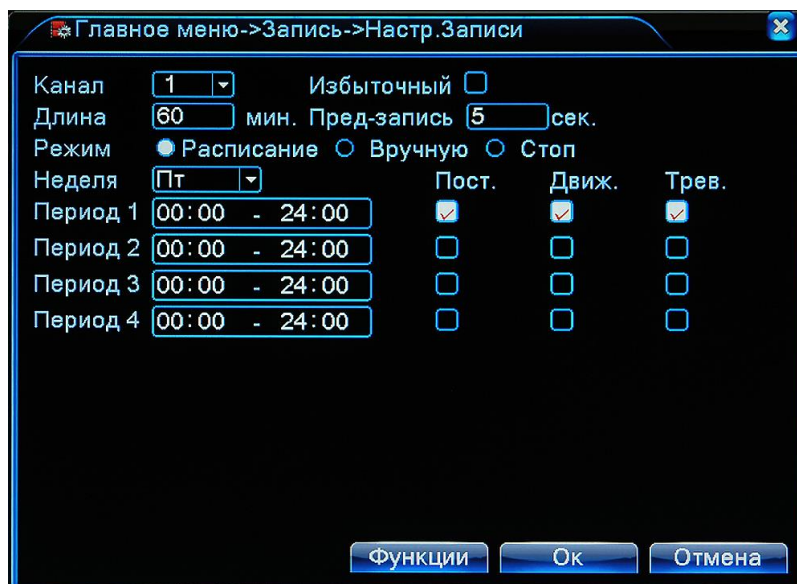 Главное меню->Запись->Настр.Записи
Канал 1 Избыточный
Длина 60 мин. Пред-запись 5 сек.
Режим Расписание Вручную Стоп
Неделя Пт Пост. Движ. Трев.
Период 1 00:00 - 24:00
Период 2 00:00 - 24:00
Период 3 00:00 - 24:00
Период 4 00:00 - 24:00
Функции Ок Отмена